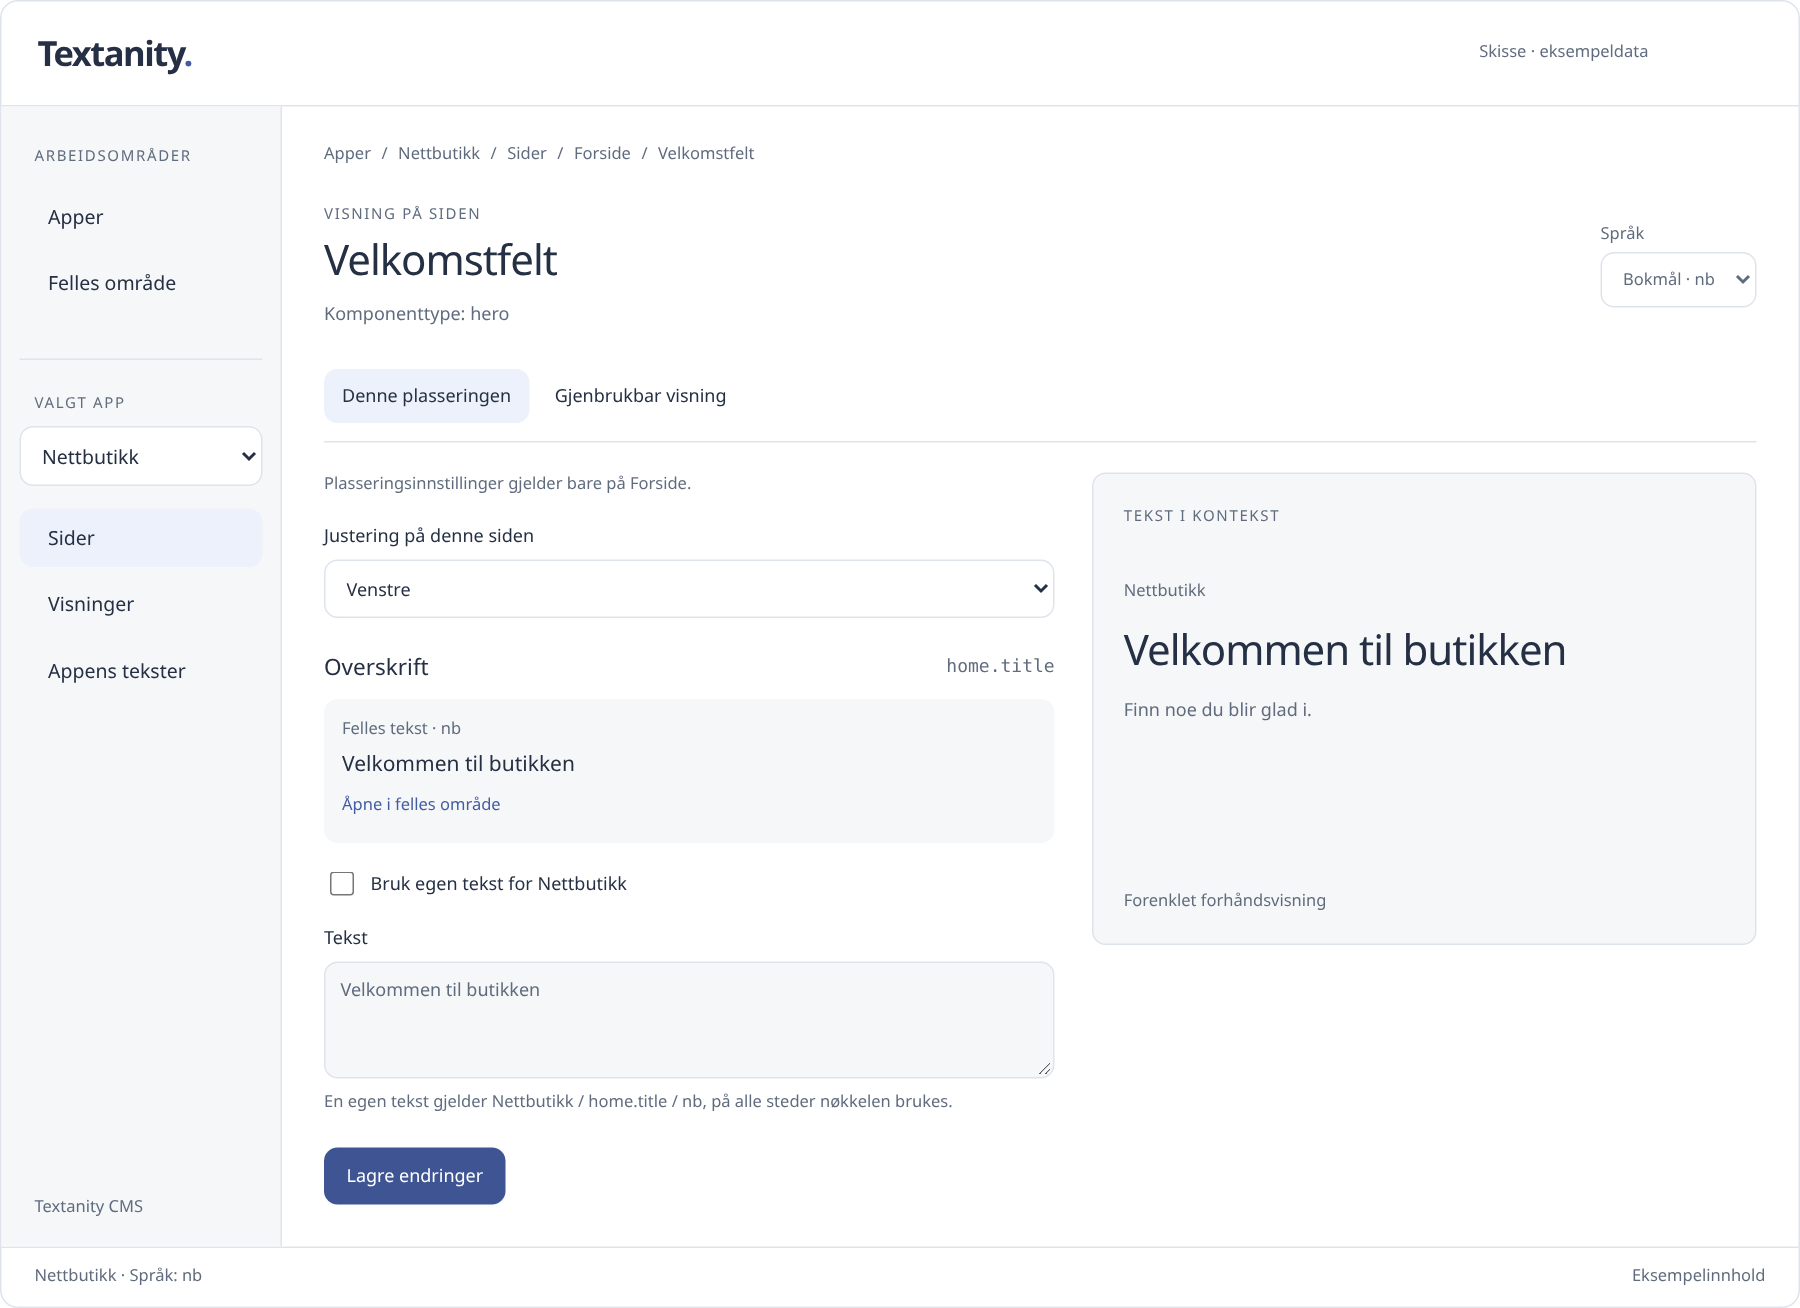 Textanity.
Skisse · eksempeldata
ARBEIDSOMRÅDER
Apper
Felles område
VALGT APP
Nettbutikk
Sider
Visninger
Appens tekster
Textanity CMS
Apper / Nettbutikk / Sider / Forside / Velkomstfelt
VISNING PÅ SIDEN
Velkomstfelt
Komponenttype: hero
Språk
Bokmål · nb
Denne plasseringen
Gjenbrukbar visning
Plasseringsinnstillinger gjelder bare på Forside.
Justering på denne siden
Venstre
Overskrift
home.title
Felles tekst · nb
Velkommen til butikken
Åpne i felles område
Bruk egen tekst for Nettbutikk
Tekst
Velkommen til butikken
En egen tekst gjelder Nettbutikk / home.title / nb, på alle steder nøkkelen brukes.
Lagre endringer
TEKST I KONTEKST
Nettbutikk
Velkommen til butikken
Finn noe du blir glad i.
Forenklet forhåndsvisning
Nettbutikk · Språk: nb
Eksempelinnhold